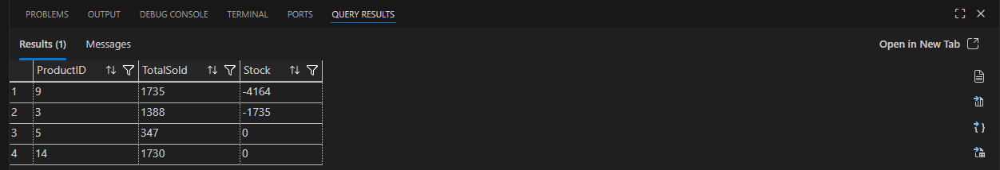 PROBLEMS OUTPUT DEBUG CONSOLE TERMINAL PORTS QUERY RESULTS
Results (1) Messages Open in New Tab
ProductID TotalSold Stock
1 9 1735 -4164
2 3 1388 -1735
3 5 347 0
4 14 1730 0